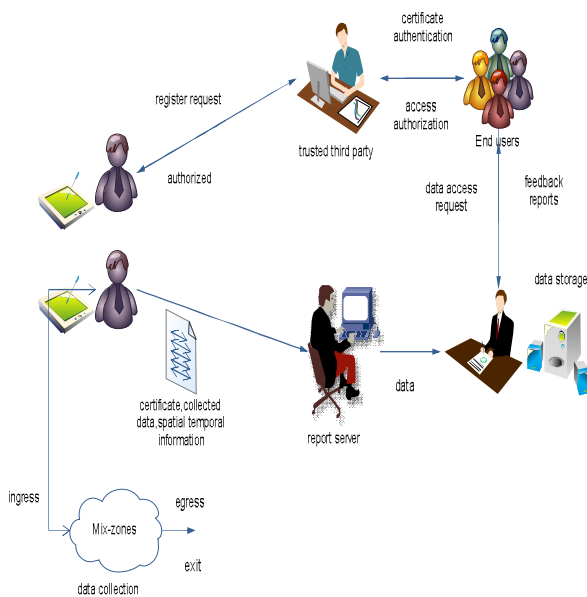 certificate
authentication
register request
access
authorization
trusted third party
End users
authorized
data access
request
feedback
reports
data storage
certificate,collected
data,spatial temporal
information
data
report server
ingress
egress
Mix-zones
exit
data collection